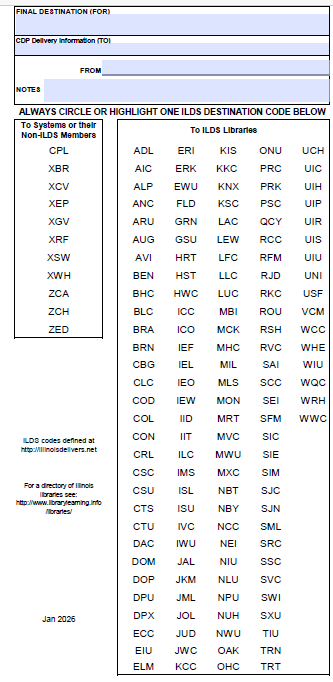 FINAL DESTINATION (FOR)
CDP Delivery Information (TO)
FROM
NOTES
ALWAYS CIRCLE OR HIGHLIGHT ONE ILDS DESTINATION CODE BELOW
To Systems or their
Non-ILDS Members
CPL
XBR
XCV
XEP
XGV
XRF
XSW
XWH
ZCA
ZCH
ZED
ILDS codes defined at
http://illinoisdelivers.net
For a directory of Illinois
libraries see:
http://www.librarylearning.info
/libraries/
Jan 2026
To ILDS Libraries
ADL ERI KIS ONU UCH
AIC ERK KKC PRC UIC
ALP EWU KNX PRK UIH
ANC FLD KSC PSC UIP
ARU GRN LAC QCY UIR
AUG GSU LEW RCC UIS
AVI HRT LFC RFM UIU
BEN HST LLC RJD UNI
BHC HWC LUC RKC USF
BLC ICC MBI ROU VCM
BRA ICO MCK RSH WCC
BRN IEF MHC RVC WHE
CBG IEL MIL SAI WIU
CLC IEO MLS SCC WQC
COD IEW MON SEI WRH
COL IID MRT SFM WWC
CON IIT MVC SIC
CRL ILC MWU SIE
CSC IMS MXC SIM
CSU ISL NBT SJC
CTS ISU NBY SJN
CTU IVC NCC SML
DAC IWU NEI SRC
DOM JAL NIU SSC
DOP JKM NLU SVC
DPU JML NPU SWI
DPX JOL NUH SXU
ECC JUD NWU TIU
EIU JWC OAK TRN
ELM KCC OHC TRT